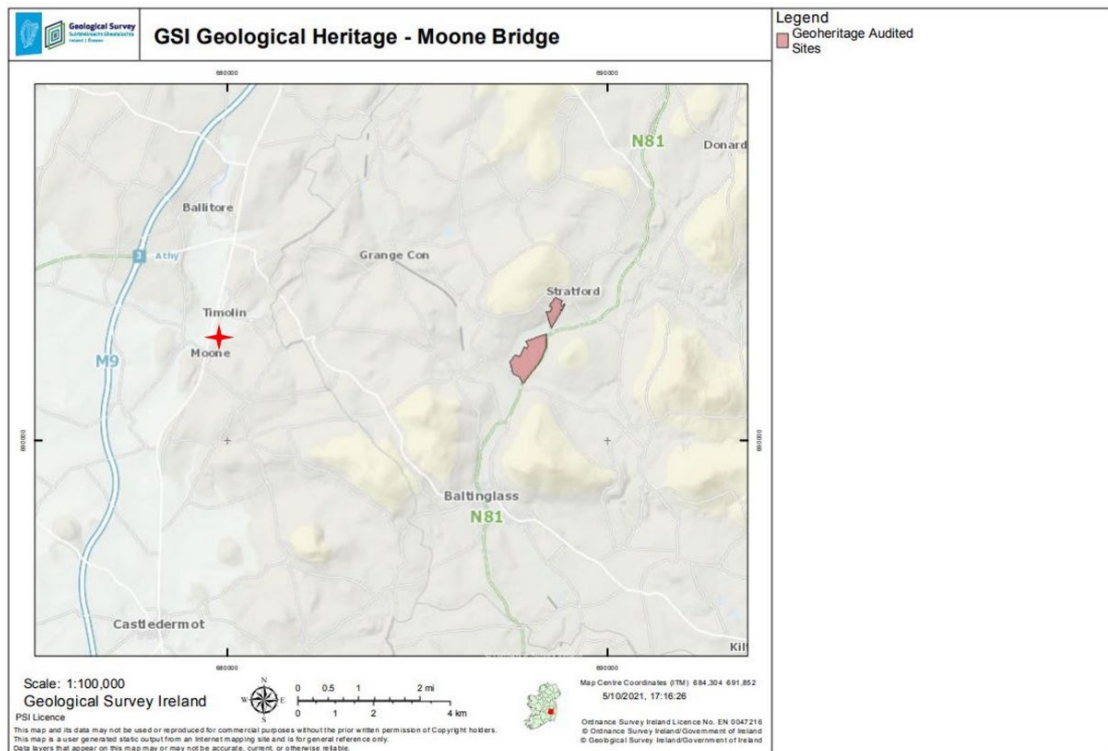 Geological Survey
Suirbhéireacht Gheolaíochta
Ireland | Éireann
GSI Geological Heritage - Moone Bridge
Legend
Geoheritage Audited
Sites
680000
690000
N81
Donard
Ballitore
3
Athy
Grange Con
Stratford
Timolin
Moone
M9
690000
690000
Baltinglass
N81
Castledermot
Kil
680000
690000
Scale: 1:100,000
Geological Survey Ireland
PSI Licence
This map and its data may not be used or reproduced for commercial purposes without the prior written permission of Copyright holders.
This map is a user generated static output from an Internet mapping site and is for general reference only.
Data layers that appear on this map may or may not be accurate, current, or otherwise reliable.
N
W
E
S
0 0.5 1 2 mi
0 1 2 4 km
Map Centre Coordinates (ITM) 684,304 691,852
5/10/2021, 17:16:26
Ordnance Survey Ireland Licence No. EN 0047216
© Ordnance Survey Ireland/Government of Ireland
© Geological Survey Ireland/Government of Ireland